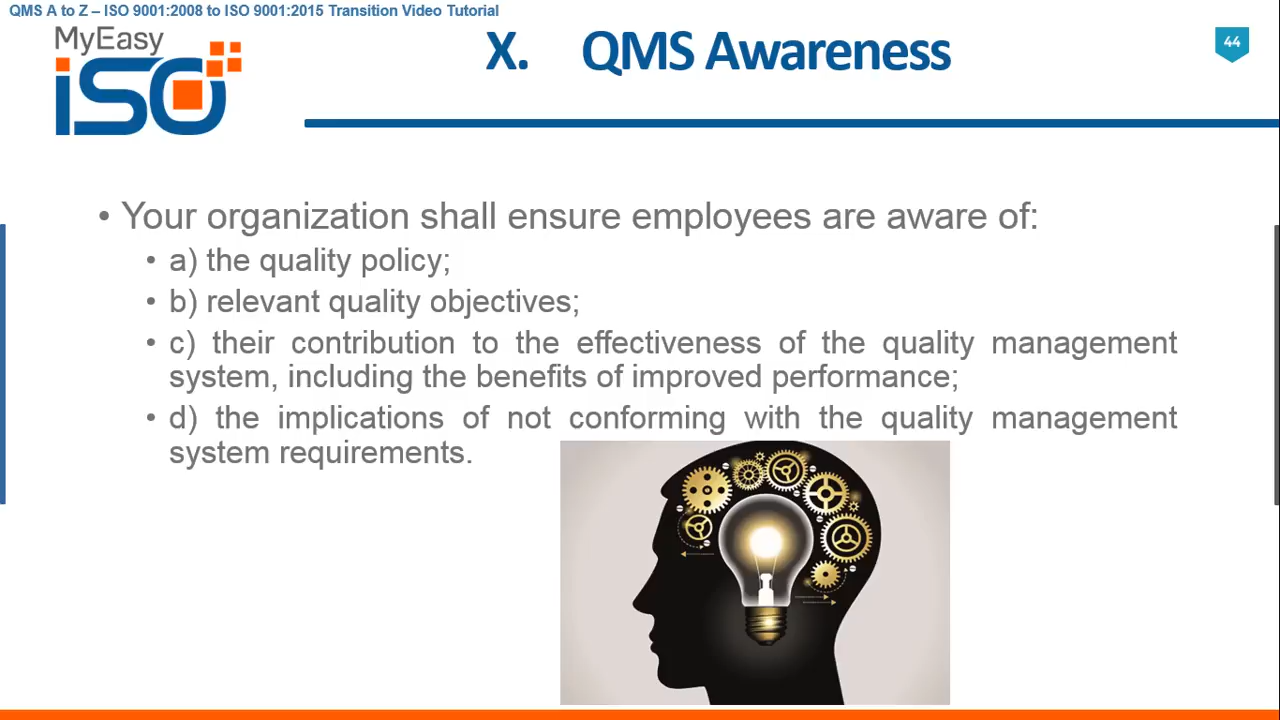 QMS A to Z – ISO 9001:2008 to ISO 9001:2015 Transition Video Tutorial
MyEasy
iSO
X. QMS Awareness
44
• Your organization shall ensure employees are aware of:
• a) the quality policy;
• b) relevant quality objectives;
• c) their contribution to the effectiveness of the quality management
system, including the benefits of improved performance;
• d) the implications of not conforming with the quality management
system requirements.